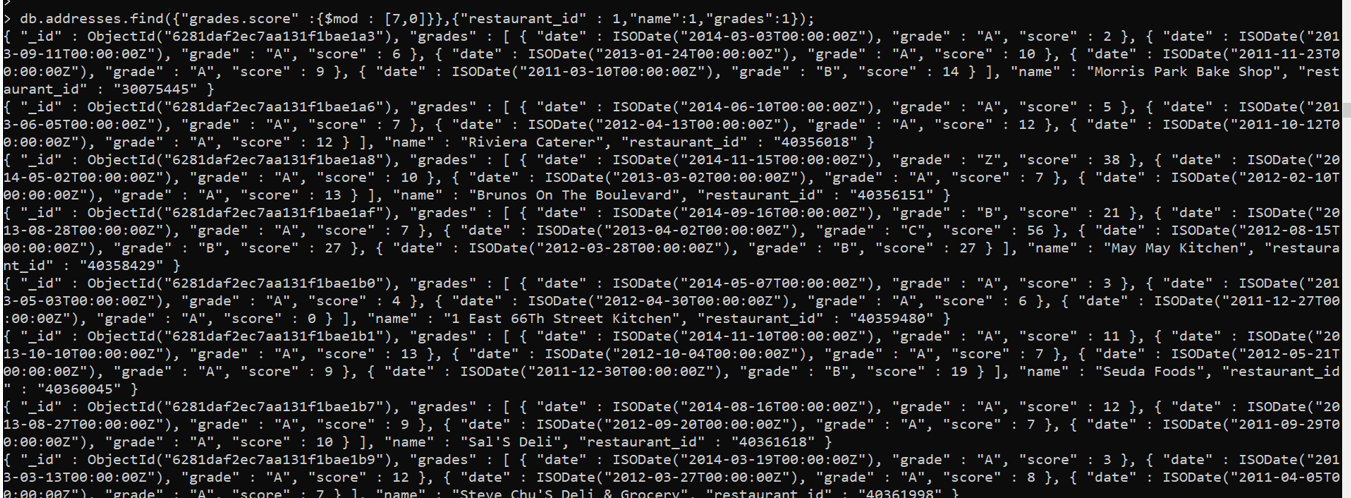 > db.addresses.find({"grades.score" :{$mod : [7,0]}},{"restaurant_id" : 1,"name":1,"grades":1});
{ "_id" : ObjectId("6281daf2ec7aa131f1bae1a3"), "grades" : [ { "date" : ISODate("2014-03-03T00:00:00Z"), "grade" : "A", "score" : 2 }, { "date" : ISODate("201
3-09-11T00:00:00Z"), "grade" : "A", "score" : 6 }, { "date" : ISODate("2013-01-24T00:00:00Z"), "grade" : "A", "score" : 10 }, { "date" : ISODate("2011-11-23T0
0:00:00Z"), "grade" : "A", "score" : 9 }, { "date" : ISODate("2011-03-10T00:00:00Z"), "grade" : "B", "score" : 14 } ], "name" : "Morris Park Bake Shop", "rest
aurant_id" : "30075445" }
{ "_id" : ObjectId("6281daf2ec7aa131f1bae1a6"), "grades" : [ { "date" : ISODate("2014-06-10T00:00:00Z"), "grade" : "A", "score" : 5 }, { "date" : ISODate("201
3-06-05T00:00:00Z"), "grade" : "A", "score" : 7 }, { "date" : ISODate("2012-04-13T00:00:00Z"), "grade" : "A", "score" : 12 }, { "date" : ISODate("2011-10-12T0
0:00:00Z"), "grade" : "A", "score" : 12 } ], "name" : "Riviera Caterer", "restaurant_id" : "40356018" }
{ "_id" : ObjectId("6281daf2ec7aa131f1bae1a8"), "grades" : [ { "date" : ISODate("2014-11-15T00:00:00Z"), "grade" : "Z", "score" : 38 }, { "date" : ISODate("20
14-05-02T00:00:00Z"), "grade" : "A", "score" : 10 }, { "date" : ISODate("2013-03-02T00:00:00Z"), "grade" : "A", "score" : 7 }, { "date" : ISODate("2012-02-10T
00:00:00Z"), "grade" : "A", "score" : 13 } ], "name" : "Brunos On The Boulevard", "restaurant_id" : "40356151" }
{ "_id" : ObjectId("6281daf2ec7aa131f1bae1af"), "grades" : [ { "date" : ISODate("2014-09-16T00:00:00Z"), "grade" : "B", "score" : 21 }, { "date" : ISODate("20
13-08-28T00:00:00Z"), "grade" : "A", "score" : 7 }, { "date" : ISODate("2013-04-02T00:00:00Z"), "grade" : "C", "score" : 56 }, { "date" : ISODate("2012-08-15T
00:00:00Z"), "grade" : "B", "score" : 27 }, { "date" : ISODate("2012-03-28T00:00:00Z"), "grade" : "B", "score" : 27 } ], "name" : "May May Kitchen", "restaura
nt_id" : "40358429" }
{ "_id" : ObjectId("6281daf2ec7aa131f1bae1b0"), "grades" : [ { "date" : ISODate("2014-05-07T00:00:00Z"), "grade" : "A", "score" : 3 }, { "date" : ISODate("201
3-05-03T00:00:00Z"), "grade" : "A", "score" : 4 }, { "date" : ISODate("2012-04-30T00:00:00Z"), "grade" : "A", "score" : 6 }, { "date" : ISODate("2011-12-27T00
:00:00Z"), "grade" : "A", "score" : 0 } ], "name" : "1 East 66Th Street Kitchen", "restaurant_id" : "40359480" }
{ "_id" : ObjectId("6281daf2ec7aa131f1bae1b1"), "grades" : [ { "date" : ISODate("2014-11-10T00:00:00Z"), "grade" : "A", "score" : 11 }, { "date" : ISODate("20
13-10-10T00:00:00Z"), "grade" : "A", "score" : 13 }, { "date" : ISODate("2012-10-04T00:00:00Z"), "grade" : "A", "score" : 7 }, { "date" : ISODate("2012-05-21T
00:00:00Z"), "grade" : "A", "score" : 9 }, { "date" : ISODate("2011-12-30T00:00:00Z"), "grade" : "B", "score" : 19 } ], "name" : "Seuda Foods", "restaurant_id
" : "40360045" }
{ "_id" : ObjectId("6281daf2ec7aa131f1bae1b7"), "grades" : [ { "date" : ISODate("2014-08-16T00:00:00Z"), "grade" : "A", "score" : 12 }, { "date" : ISODate("20
13-08-27T00:00:00Z"), "grade" : "A", "score" : 9 }, { "date" : ISODate("2012-09-20T00:00:00Z"), "grade" : "A", "score" : 7 }, { "date" : ISODate("2011-09-29T0
0:00:00Z"), "grade" : "A", "score" : 10 } ], "name" : "Sal'S Deli", "restaurant_id" : "40361618" }
{ "_id" : ObjectId("6281daf2ec7aa131f1bae1b9"), "grades" : [ { "date" : ISODate("2014-03-19T00:00:00Z"), "grade" : "A", "score" : 3 }, { "date" : ISODate("201
3-03-13T00:00:00Z"), "grade" : "A", "score" : 12 }, { "date" : ISODate("2012-03-27T00:00:00Z"), "grade" : "A", "score" : 8 }, { "date" : ISODate("2011-04-05T0
0:00:00Z"), "grade" : "A", "score" : 7 } ], "name" : "Steve Chu'S Deli & Grocery", "restaurant_id" : "40361998" }